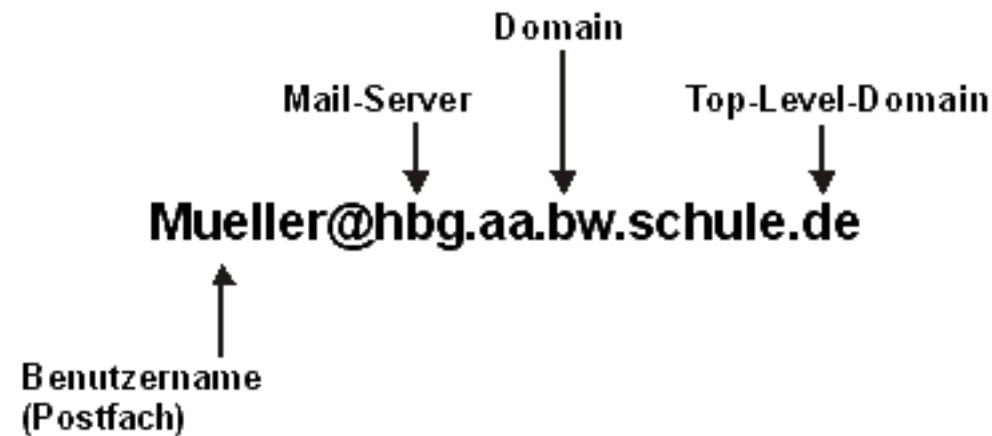 Domain
Mail-Server
Top-Level-Domain
Mueller@hbg.aa.bw.schule.de
Benutzername
(Postfach)